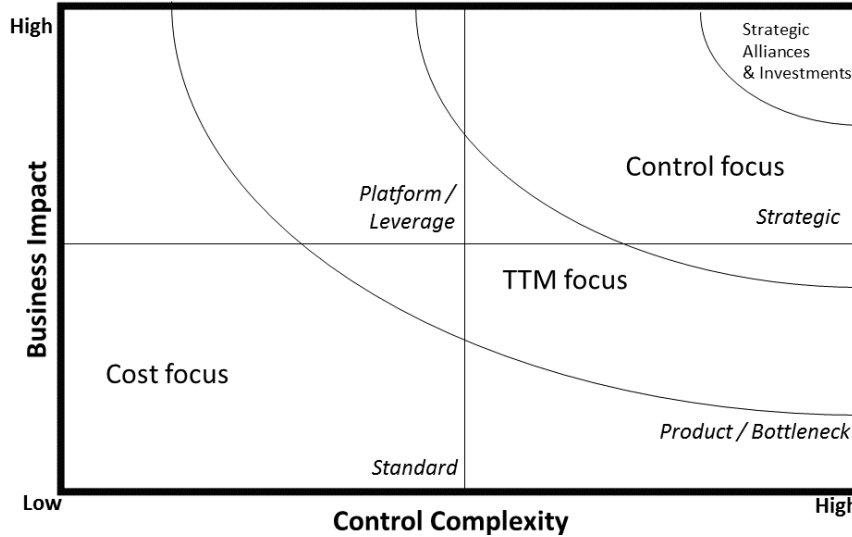 High
Strategic
Alliances
& Investments
Control focus
Platform /
Leverage
Strategic
Business Impact
TTM focus
Cost focus
Product / Bottleneck
Standard
Low
High
Control Complexity